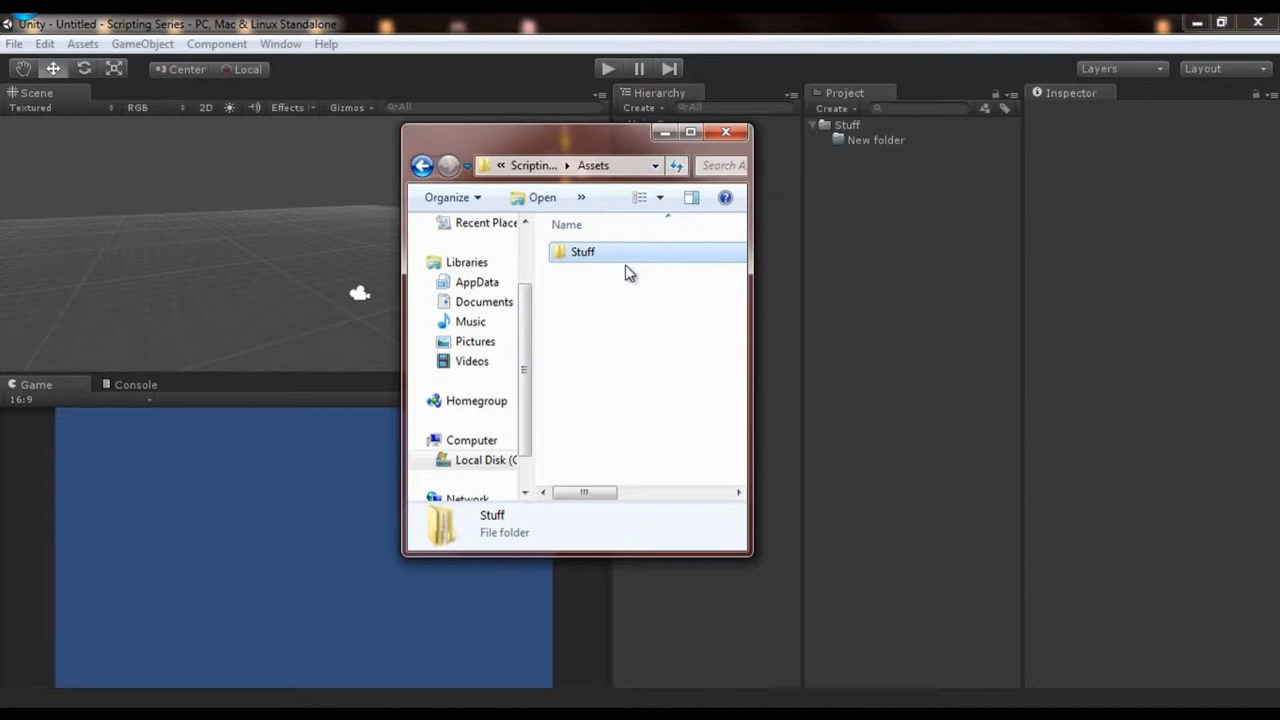 Unity - Untitled - Scripting Series - PC, Mac & Linux Standalone
File Edit Assets GameObject Component Window Help
Center Local Layers Layout
Scene Hierarchy Project Inspector
Textured RGB 2D Effects Gizmos All Create All Create
Stuff
New folder
Scriptin... Assets Search A
Organize Open
Recent Place
Name
Stuff
Libraries
AppData
Documents
Music
Pictures
Videos
Game Console
16:9
Homegroup
Computer
Local Disk (C
Network
Stuff
File folder